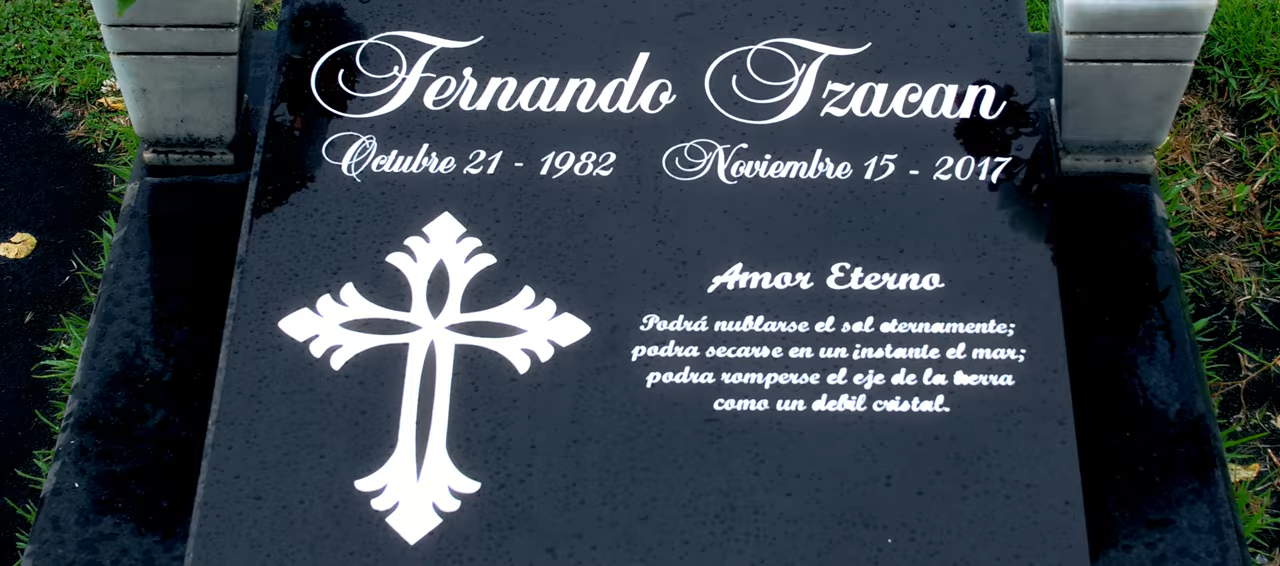 Fernando Tzacan
Octubre 21 - 1982 Noviembre 15 - 2017
Amor Eterno
Podrá nublarse el sol eternamente;
podra secarse en un instante el mar;
podra romperse el eje de la tierra
como un debil cristal.